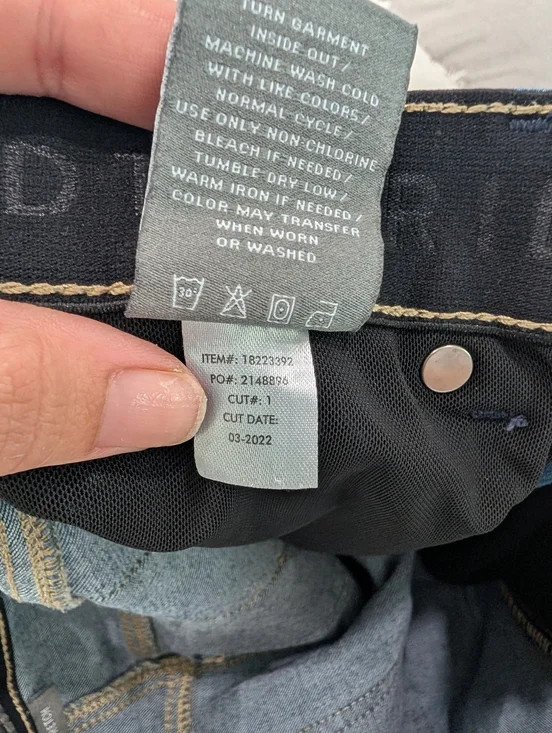 TURN GARMENT
INSIDE OUT/
MACHINE WASH COLD
WITH LIKE COLORS/
NORMAL CYCLE/
USE ONLY NON-CHLORINE
BLEACH IF NEEDED/
TUMBLE DRY LOW/
WARM IRON IF NEEDED/
COLOR MAY TRANSFER
WHEN WORN
OR WASHED
30°
ITEM#: 18223392
PO#: 2148896
CUT#: 1
CUT DATE:
03-2022